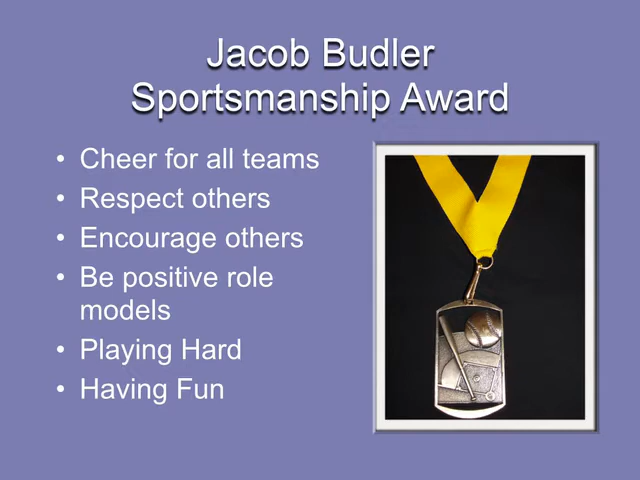 Jacob Budler
Sportsmanship Award
• Cheer for all teams
• Respect others
• Encourage others
• Be positive role
models
• Playing Hard
• Having Fun